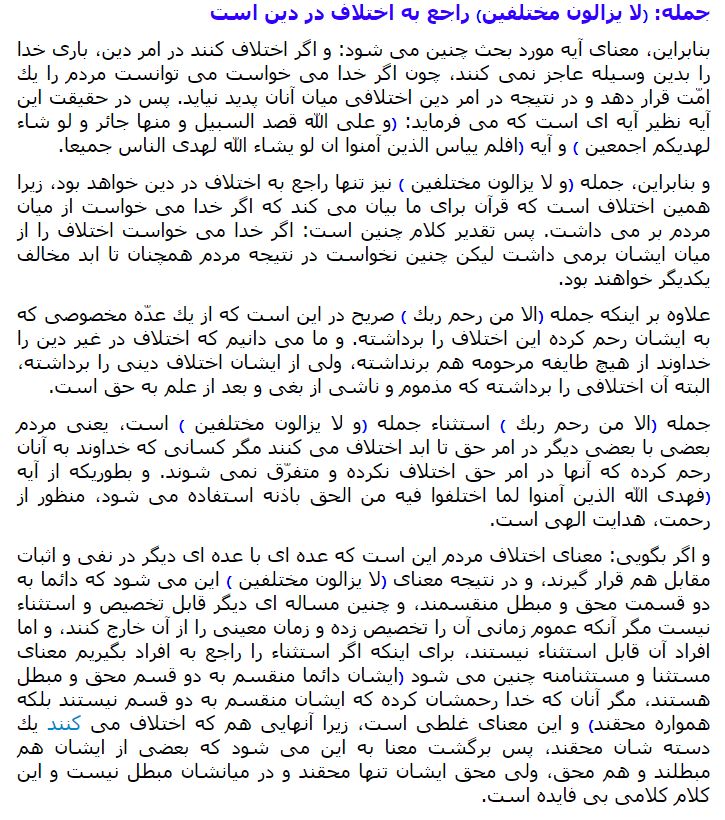 جمله: (لا یزالون مختلفین) راجع به اختلاف در دین است
بنابراین، معنای آیه مورد بحث چنین می شود: و اگر اختلاف کنند در امر دین، باری خدا
را بدین وسیله عاجز نمی کنند، چون اگر خدا می خواست می توانست مردم را یك
امّت قرار دهد و در نتیجه در امر دین اختلافی میان آنان پدید نیاید. پس در حقیقت این
آیه نظیر آیه ای است که می فرماید: (و علی الله قصد السبیل و منها جائر و لو شاء
لهدیکم اجمعین ) و آیه (افلم ییاس الذین آمنوا ان لو یشاء الله لهدی الناس جمیعا.
و بنابراین، جمله (و لا یزالون مختلفین ) نیز تنها راجع به اختلاف در دین خواهد بود، زیرا
همین اختلاف است که قرآن برای ما بیان می کند که اگر خدا می خواست از میان
مردم بر می داشت. پس تقدیر کلام چنین است: اگر خدا می خواست اختلاف را از
میان ایشان برمی داشت لیکن چنین نخواست در نتیجه مردم همچنان تا ابد مخالف
یکدیگر خواهند بود.
علاوه بر اینکه جمله (الا من رحم ربك ) صریح در این است که از یك عدّه مخصوصی که
به ایشان رحم کرده این اختلاف را برداشته. و ما می دانیم که اختلاف در غیر دین را
خداوند از هیچ طایفه مرحومه هم برنداشته، ولی از ایشان اختلاف دینی را برداشته،
البته آن اختلافی را برداشته که مذموم و ناشی از بغی و بعد از علم به حق است.
جمله (الا من رحم ربك ) استثناء جمله (و لا یزالون مختلفین ) است، یعنی مردم
بعضی با بعضی دیگر در امر حق تا ابد اختلاف می کنند مگر کسانی که خداوند به آنان
رحم کرده که آنها در امر حق اختلاف نکرده و متفرّق نمی شوند. و بطوریکه از آیه
(فهدی الله الذین آمنوا لما اختلفوا فیه من الحق باذنه استفاده می شود، منظور از
رحمت، هدایت الهی است.
و اگر بگویی: معنای اختلاف مردم این است که عده ای با عده ای دیگر در نفی و اثبات
مقابل هم قرار گیرند، و در نتیجه معنای (لا یزالون مختلفین ) این می شود که دائما به
دو قسمت محق و مبطل منقسمند، و چنین مساله ای دیگر قابل تخصیص و استثناء
نیست مگر آنکه عموم زمانی آن را تخصیص زده و زمان معینی را از آن خارج کنند، و اما
افراد آن قابل استثناء نیستند، برای اینکه اگر استثناء را راجع به افراد بگیریم معنای
مستثنا و مستثنامنه چنین می شود (ایشان دائما منقسم به دو قسم محق و مبطل
هستند، مگر آنان که خدا رحمشان کرده که ایشان منقسم به دو قسم نیستند بلکه
همواره محقند) و این معنای غلطی است، زیرا آنهایی هم که اختلاف می کنند یك
دسته شان محقند، پس برگشت معنا به این می شود که بعضی از ایشان هم
مبطلند و هم محق، ولی محق ایشان تنها محقند و در میانشان مبطل نیست و این
کلام کلامی بی فایده است.